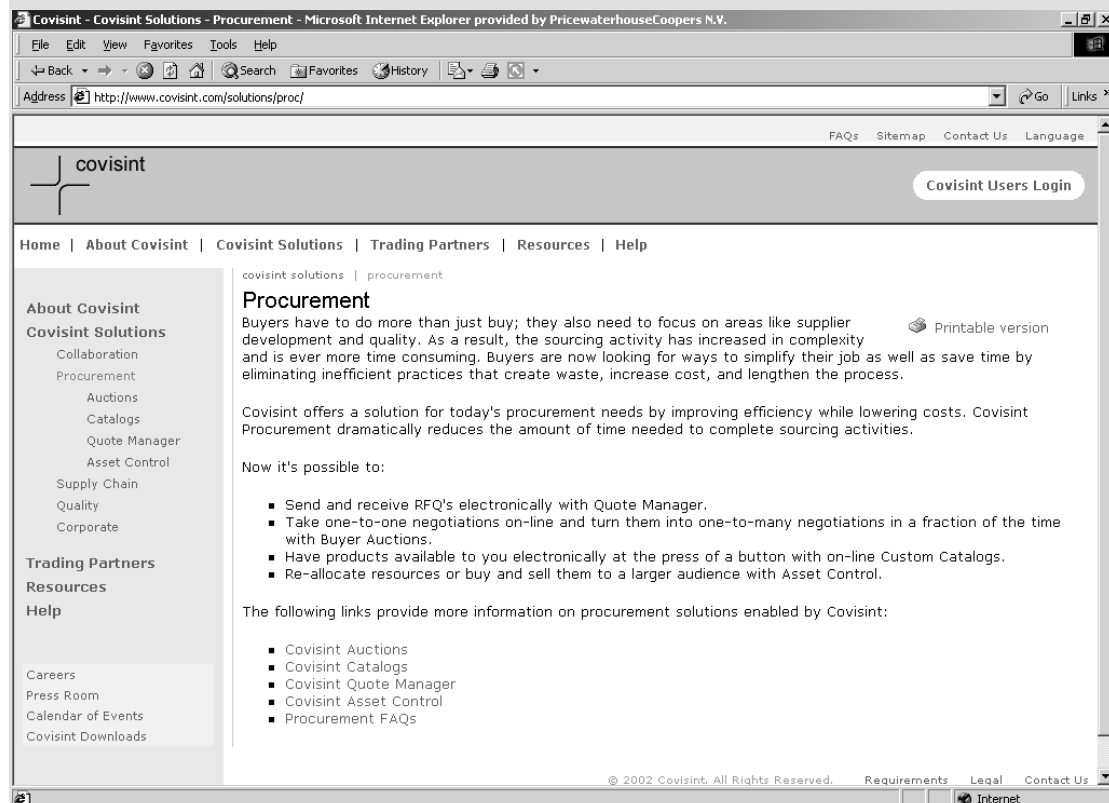 Covisint - Covisint Solutions - Procurement - Microsoft Internet Explorer provided by PricewaterhouseCoopers N.V.
File Edit View Favorites Tools Help
Back Search Favorites History
Address http://www.covisint.com/solutions/proc/ Go Links »
FAQs Sitemap Contact Us Language
covisint
Covisint Users Login
Home | About Covisint | Covisint Solutions | Trading Partners | Resources | Help
About Covisint
Covisint Solutions
Collaboration
Procurement
Auctions
Catalogs
Quote Manager
Asset Control
Supply Chain
Quality
Corporate
Trading Partners
Resources
Help
Careers
Press Room
Calendar of Events
Covisint Downloads
covisint solutions | procurement
Procurement
Printable version
Buyers have to do more than just buy; they also need to focus on areas like supplier
development and quality. As a result, the sourcing activity has increased in complexity
and is ever more time consuming. Buyers are now looking for ways to simplify their job as well as save time by
eliminating inefficient practices that create waste, increase cost, and lengthen the process.
Covisint offers a solution for today's procurement needs by improving efficiency while lowering costs. Covisint
Procurement dramatically reduces the amount of time needed to complete sourcing activities.
Now it's possible to:
▪ Send and receive RFQ's electronically with Quote Manager.
▪ Take one-to-one negotiations on-line and turn them into one-to-many negotiations in a fraction of the time
with Buyer Auctions.
▪ Have products available to you electronically at the press of a button with on-line Custom Catalogs.
▪ Re-allocate resources or buy and sell them to a larger audience with Asset Control.
The following links provide more information on procurement solutions enabled by Covisint:
▪ Covisint Auctions
▪ Covisint Catalogs
▪ Covisint Quote Manager
▪ Covisint Asset Control
▪ Procurement FAQs
© 2002 Covisint. All Rights Reserved. Requirements Legal Contact Us
Internet